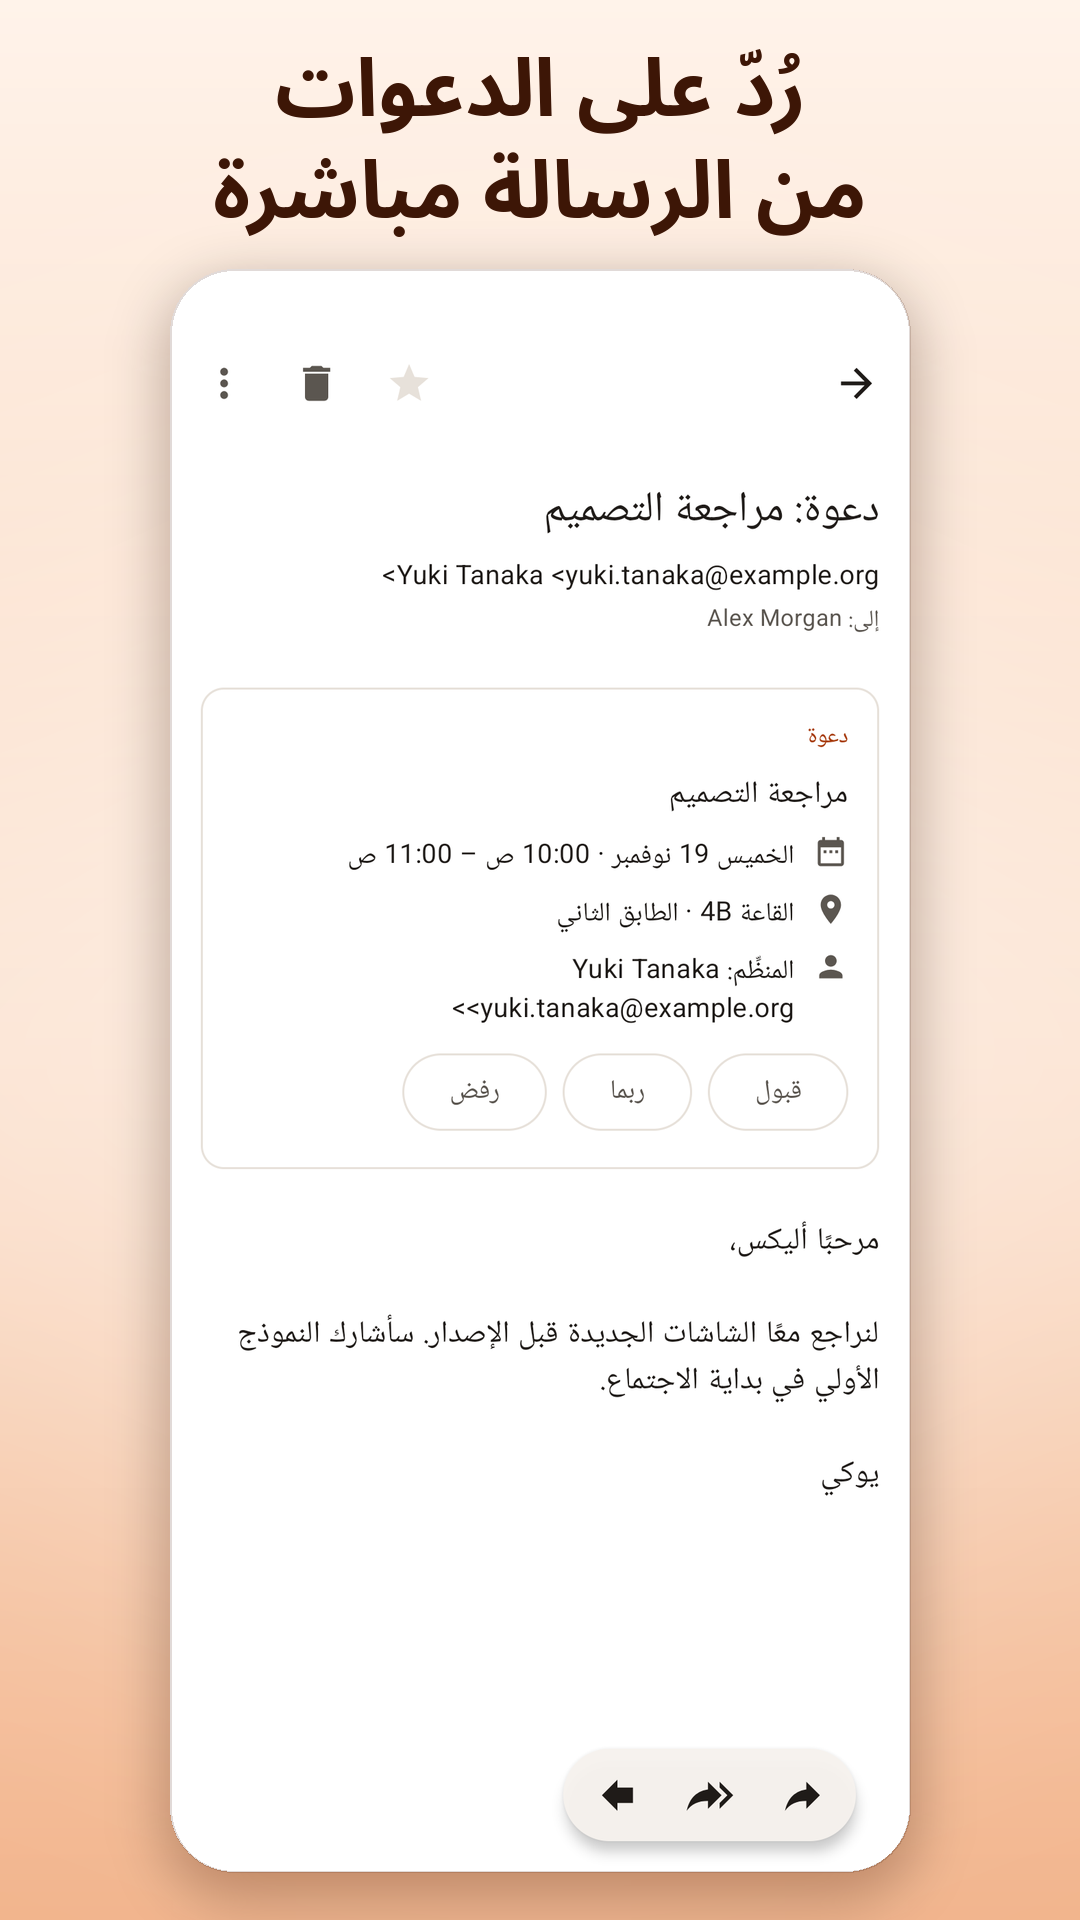 رُدّ على الدعوات
من الرسالة مباشرة
دعوة: مراجعة التصميم
<Yuki Tanaka <yuki.tanaka@example.org
إلى: Alex Morgan
دعوة
مراجعة التصميم
الخميس 19 نوفمبر · 10:00 ص – 11:00 ص
القاعة 4B · الطابق الثاني
المنظِّم: Yuki Tanaka
<<yuki.tanaka@example.org
قبول
ربما
رفض
مرحبًا أليكس،
لنراجع معًا الشاشات الجديدة قبل الإصدار. سأشارك النموذج
الأولي في بداية الاجتماع.
يوكي